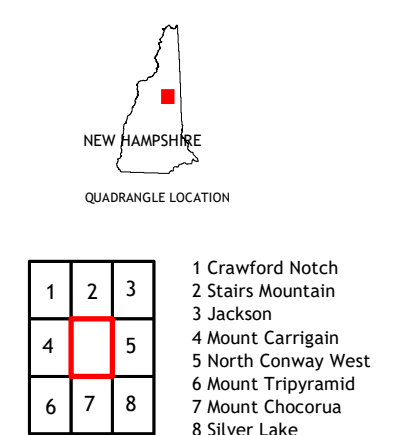 NEW HAMPSHIRE
QUADRANGLE LOCATION
1 2 3
4 5
6 7 8
1 Crawford Notch
2 Stairs Mountain
3 Jackson
4 Mount Carrigain
5 North Conway West
6 Mount Tripyramid
7 Mount Chocorua
8 Silver Lake